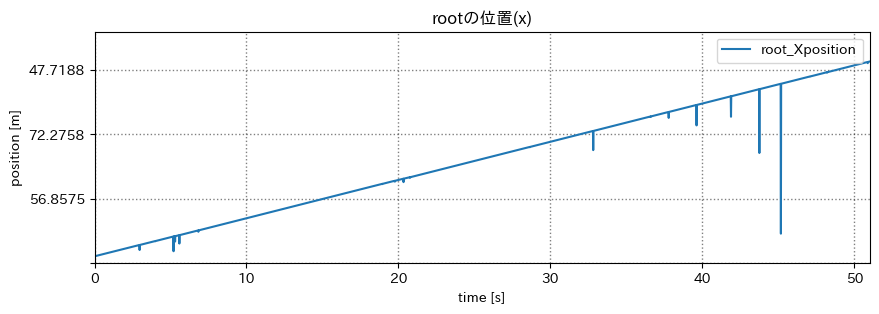 rootの位置(x)
root_Xposition
47.7188
72.2758
56.8575
position [m]
0 10 20 30 40 50
time [s]